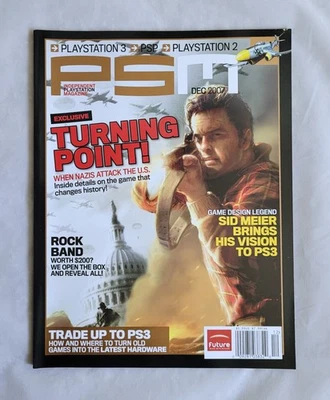 PLAYSTATION 3 PSP PLAYSTATION 2
PSM
INDEPENDENT
PLAYSTATION
MAGAZINE
DEC 2007
EXCLUSIVE
TURNING
POINT!
WHEN NAZIS ATTACK THE U.S.
Inside details on the game that
changes history!
GAME DESIGN LEGEND
SID MEIER
BRINGS
HIS VISION
TO PS3
ROCK
BAND
WORTH $200?
WE OPEN THE BOX
AND REVEAL ALL!
TRADE UP TO PS3
HOW AND WHERE TO TURN OLD
GAMES INTO THE LATEST HARDWARE
Future